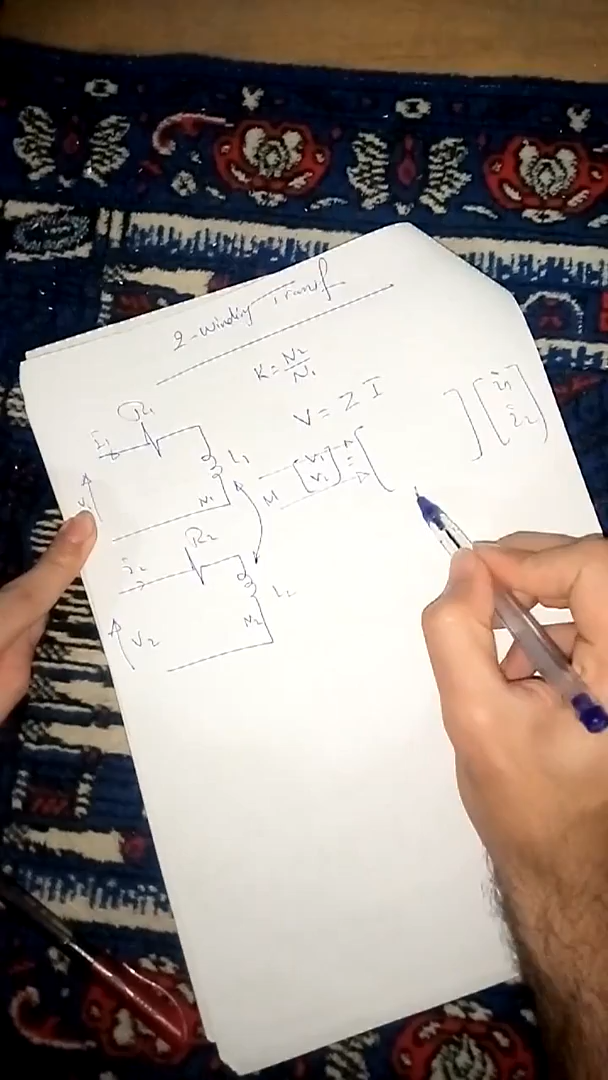 2-winding Transf
K = N2/N1
V = Z I
R1
i1
L1
N1
V1
M
[V1 V2] = [ ] [i1 i2]
R2
i2
L2
N2
V2